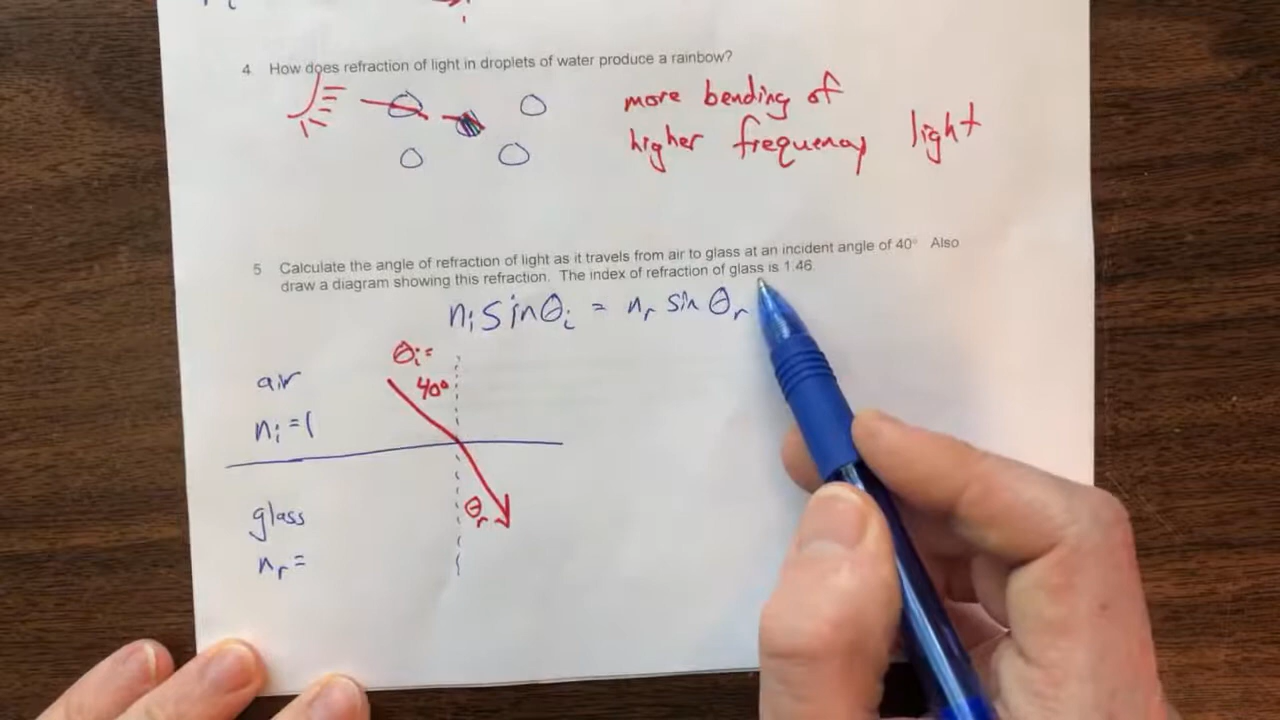 4 How does refraction of light in droplets of water produce a rainbow?
more bending of
higher frequency light
5 Calculate the angle of refraction of light as it travels from air to glass at an incident angle of 40° Also
draw a diagram showing this refraction. The index of refraction of glass is 1.46.
nᵢ sinθᵢ = nᵣ sin θᵣ
θᵢ=
40°
air
nᵢ=1
θᵣ
glass
nᵣ=